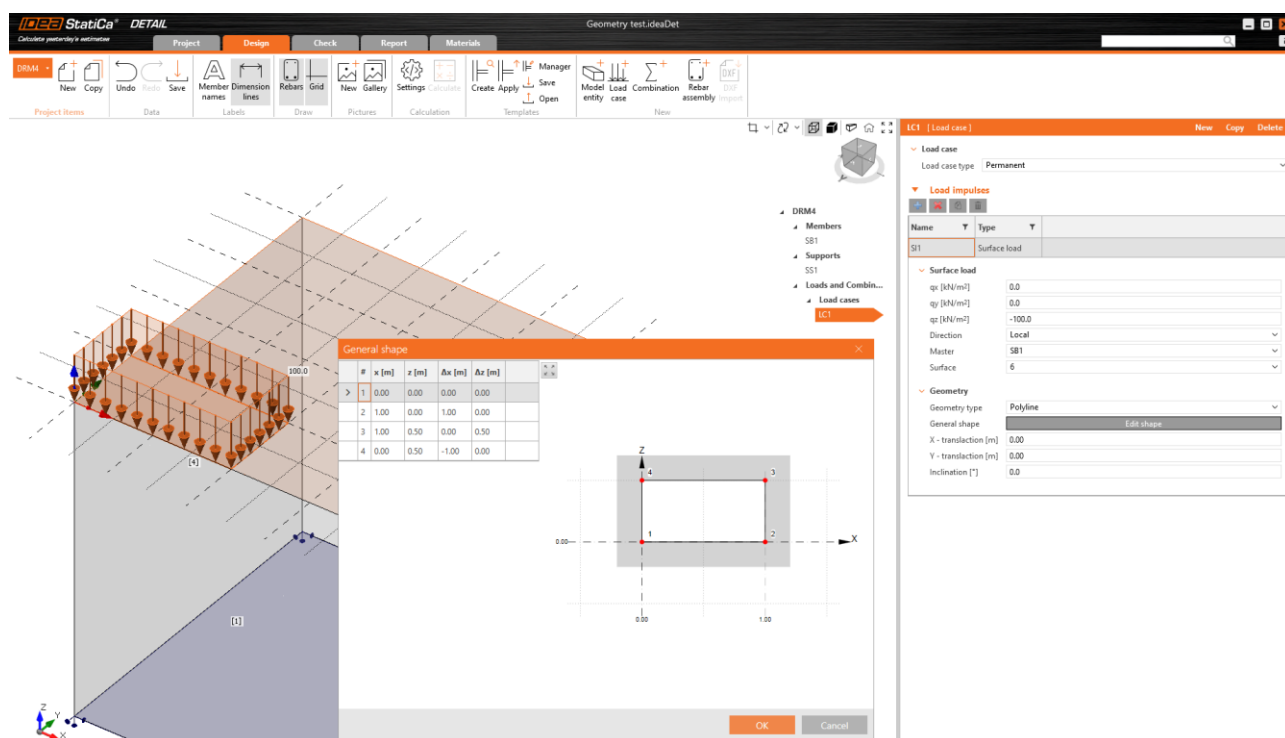 IDEA StatiCa® DETAIL
Calculate yesterday's estimates
Geometry test.ideaDet
Project Design Check Report Materials
DRM4
New Copy
Undo Redo Save
Member names
Dimension lines
Rebars Grid
New Gallery
Settings Calculate
Create Apply
Manager
Save
Open
Model entity
Load case
Combination
Rebar assembly
DXF Import
Project Items Data Labels Draw Pictures Calculation Templates New
DRM4
Members
SB1
Supports
SS1
Loads and Combin...
Load cases
LC1
100.0
[4]
[1]
Z
Y
X
General shape
# x [m] z [m] Δx [m] Δz [m]
> 1 0.00 0.00 0.00 0.00
2 1.00 0.00 1.00 0.00
3 1.00 0.50 0.00 0.50
4 0.00 0.50 -1.00 0.00
Z
4 3
1 2
0.00 X
0.00 1.00
OK Cancel
LC1 [ Load case ] New Copy Delete
Load case
Load case type Permanent
Load impulses
Name Type
SI1 Surface load
Surface load
qx [kN/m²] 0.0
qy [kN/m²] 0.0
qz [kN/m²] -100.0
Direction Local
Master SB1
Surface 6
Geometry
Geometry type Polyline
General shape Edit shape
X - translaction [m] 0.00
Y - translaction [m] 0.00
Inclination [°] 0.0